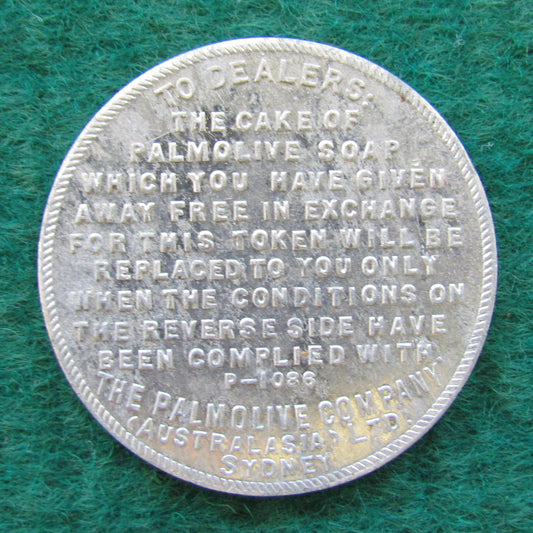 TO DEALERS:
THE CAKE OF
PALMOLIVE SOAP
WHICH YOU HAVE GIVEN
AWAY FREE IN EXCHANGE
FOR THIS TOKEN WILL BE
REPLACED TO YOU ONLY
WHEN THE CONDITIONS ON
THE REVERSE SIDE HAVE
BEEN COMPLIED WITH.
P-1086
THE PALMOLIVE COMPANY
(AUSTRALASIA) LTD.
SYDNEY